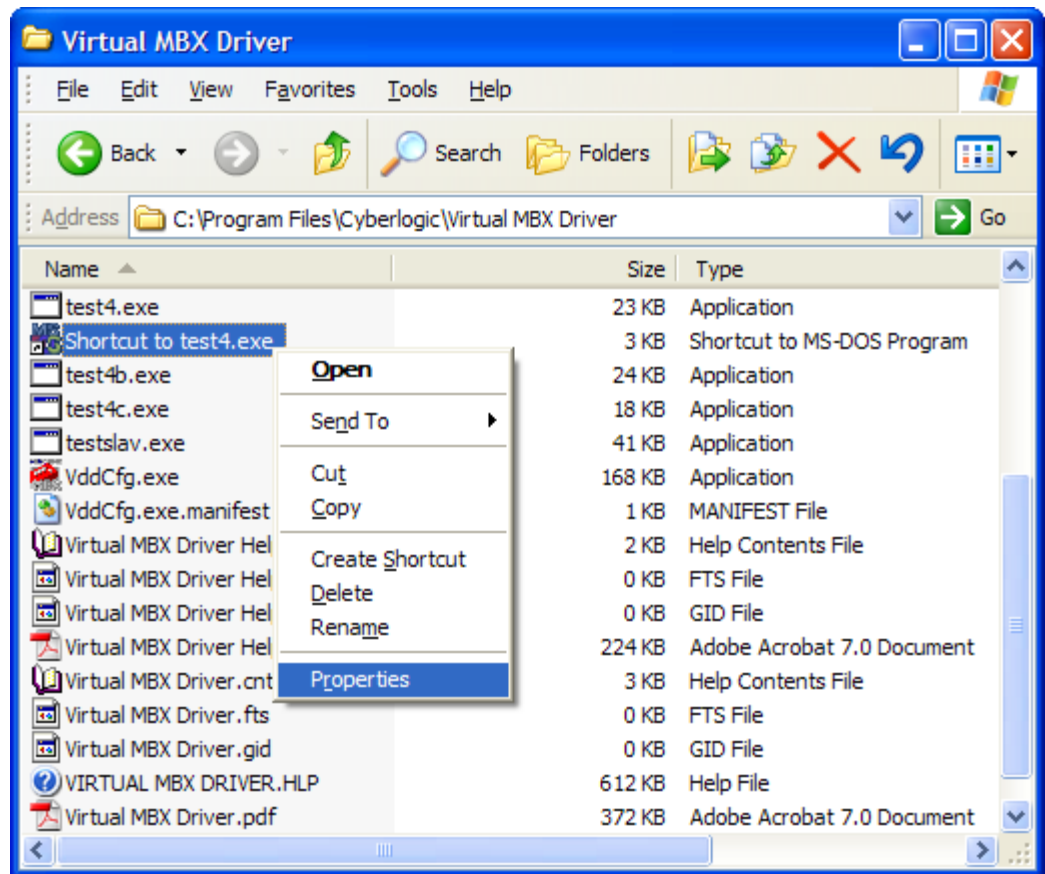 Virtual MBX Driver
File Edit View Favorites Tools Help
Back Search Folders
Address C:\Program Files\Cyberlogic\Virtual MBX Driver Go
Name Size Type
test4.exe 23 KB Application
Shortcut to test4.exe 3 KB Shortcut to MS-DOS Program
test4b.exe 24 KB Application
test4c.exe 18 KB Application
testslav.exe 41 KB Application
VddCfg.exe 168 KB Application
VddCfg.exe.manifest 1 KB MANIFEST File
Virtual MBX Driver Hel 2 KB Help Contents File
Virtual MBX Driver Hel 0 KB FTS File
Virtual MBX Driver Hel 0 KB GID File
Virtual MBX Driver Hel 224 KB Adobe Acrobat 7.0 Document
Virtual MBX Driver.cnt 3 KB Help Contents File
Virtual MBX Driver.fts 0 KB FTS File
Virtual MBX Driver.gid 0 KB GID File
VIRTUAL MBX DRIVER.HLP 612 KB Help File
Virtual MBX Driver.pdf 372 KB Adobe Acrobat 7.0 Document
Open
Send To
Cut
Copy
Create Shortcut
Delete
Rename
Properties